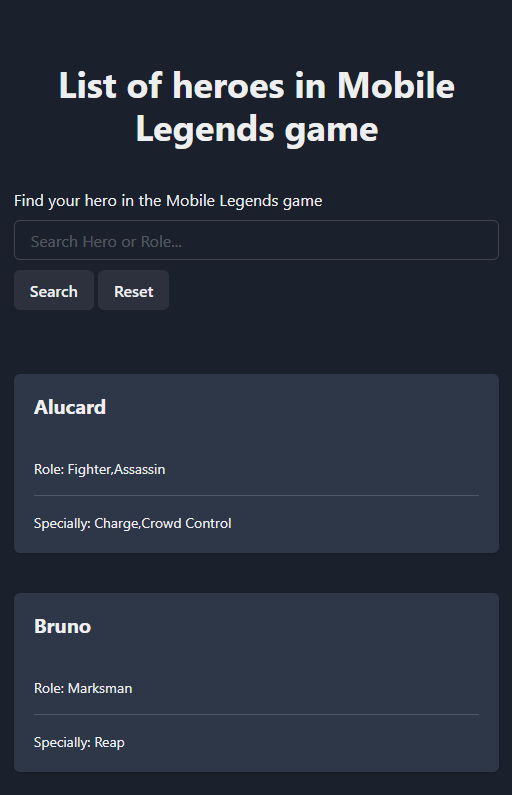 List of heroes in Mobile
Legends game
Find your hero in the Mobile Legends game
Search Hero or Role...
Search Reset
Alucard
Role: Fighter,Assassin
Specially: Charge,Crowd Control
Bruno
Role: Marksman
Specially: Reap